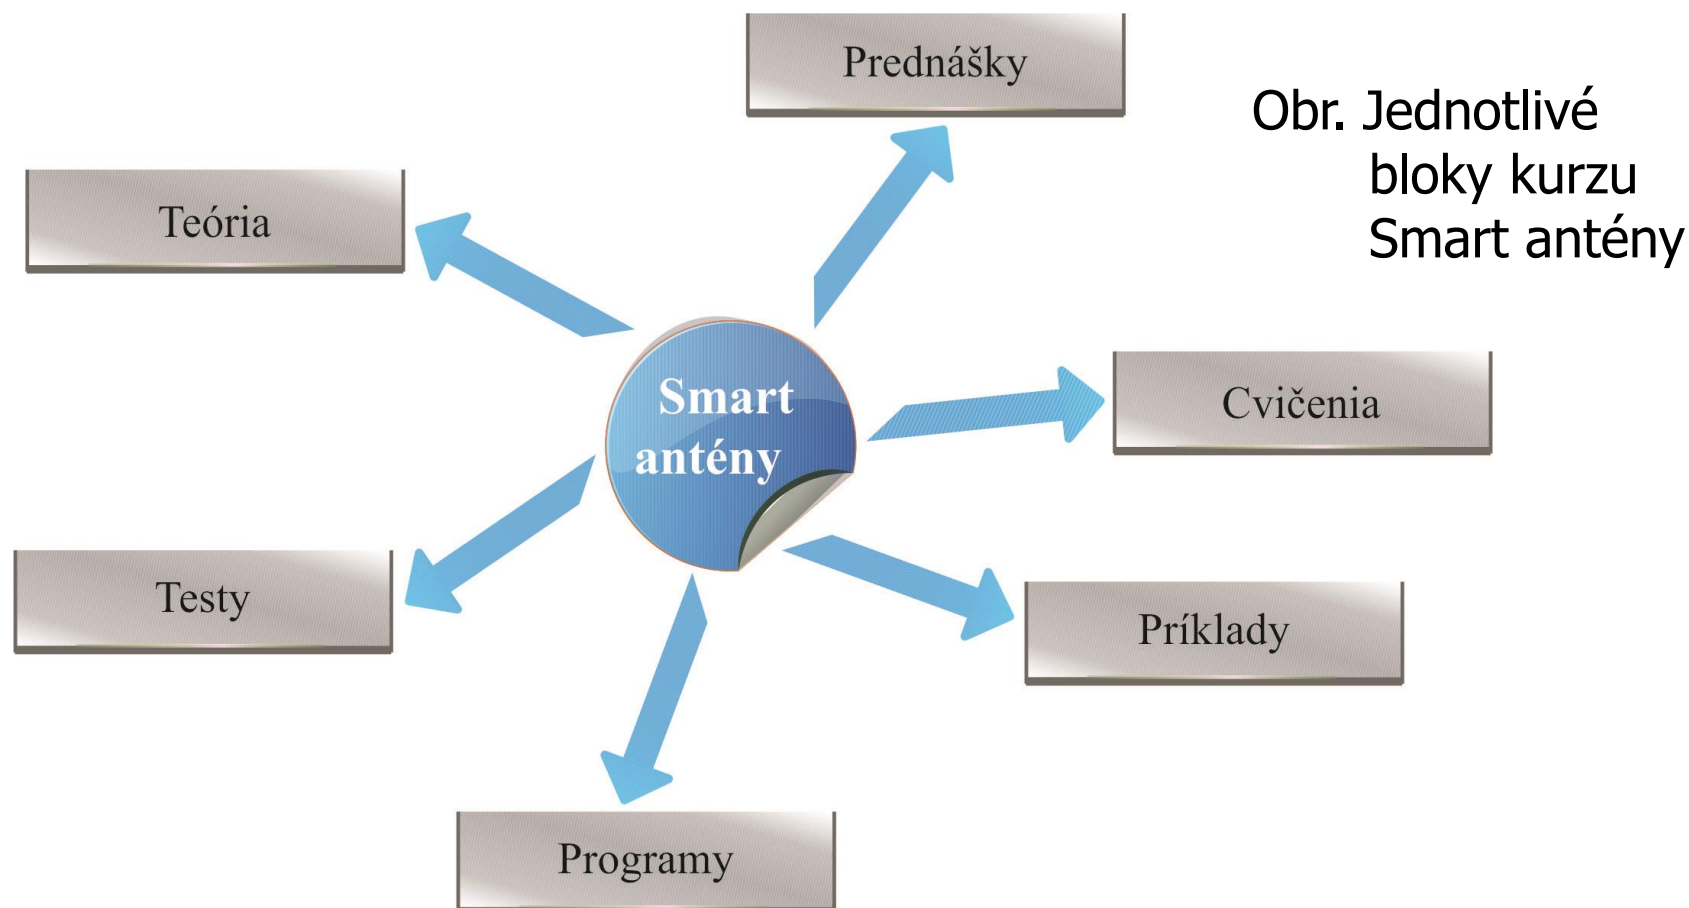 Prednášky
Obr. Jednotlivé
bloky kurzu
Smart antény
Teória
Smart
antény
Cvičenia
Testy
Príklady
Programy